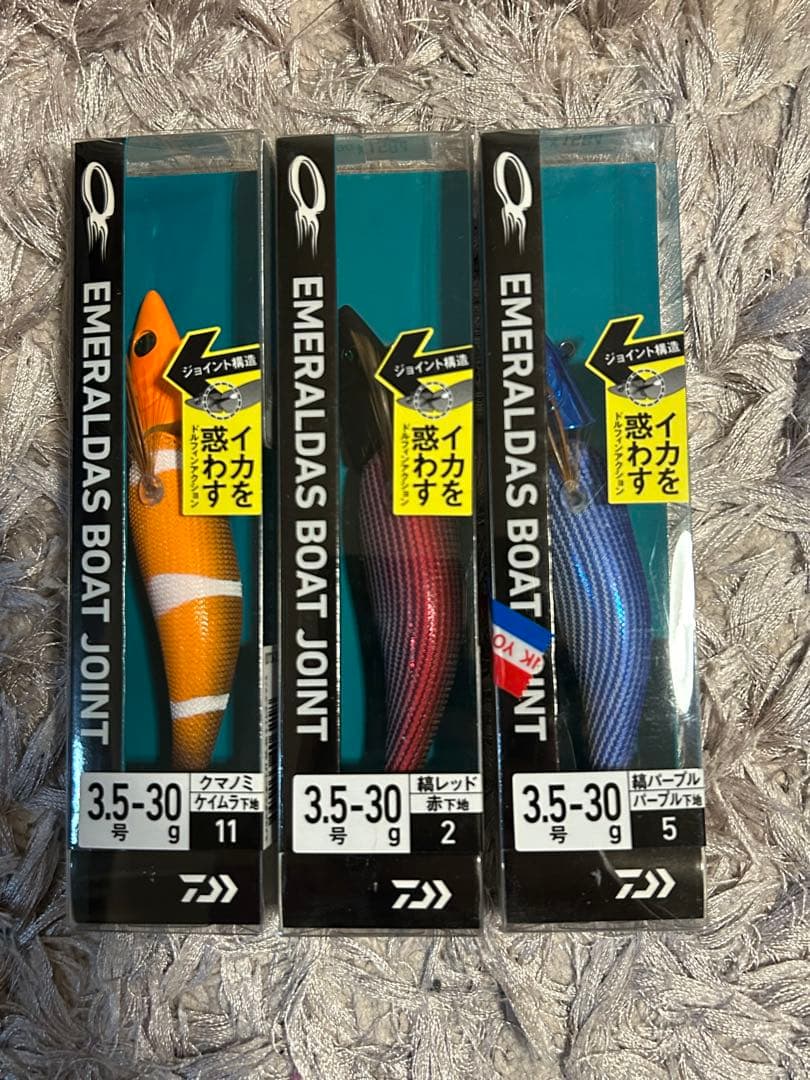 EMERALDAS BOAT JOINT
ジョイント構造
イカを
惑わす
ドルフィンアクション
3.5-30
号 g
クマノミ
ケイムラ下地
11
EMERALDAS BOAT JOINT
ジョイント構造
イカを
惑わす
ドルフィンアクション
3.5-30
号 g
縞レッド
赤下地
2
EMERALDAS BOAT JOINT
ジョイント構造
イカを
惑わす
ドルフィンアクション
NK YO
3.5-30
号 g
縞パープル
パープル下地
5